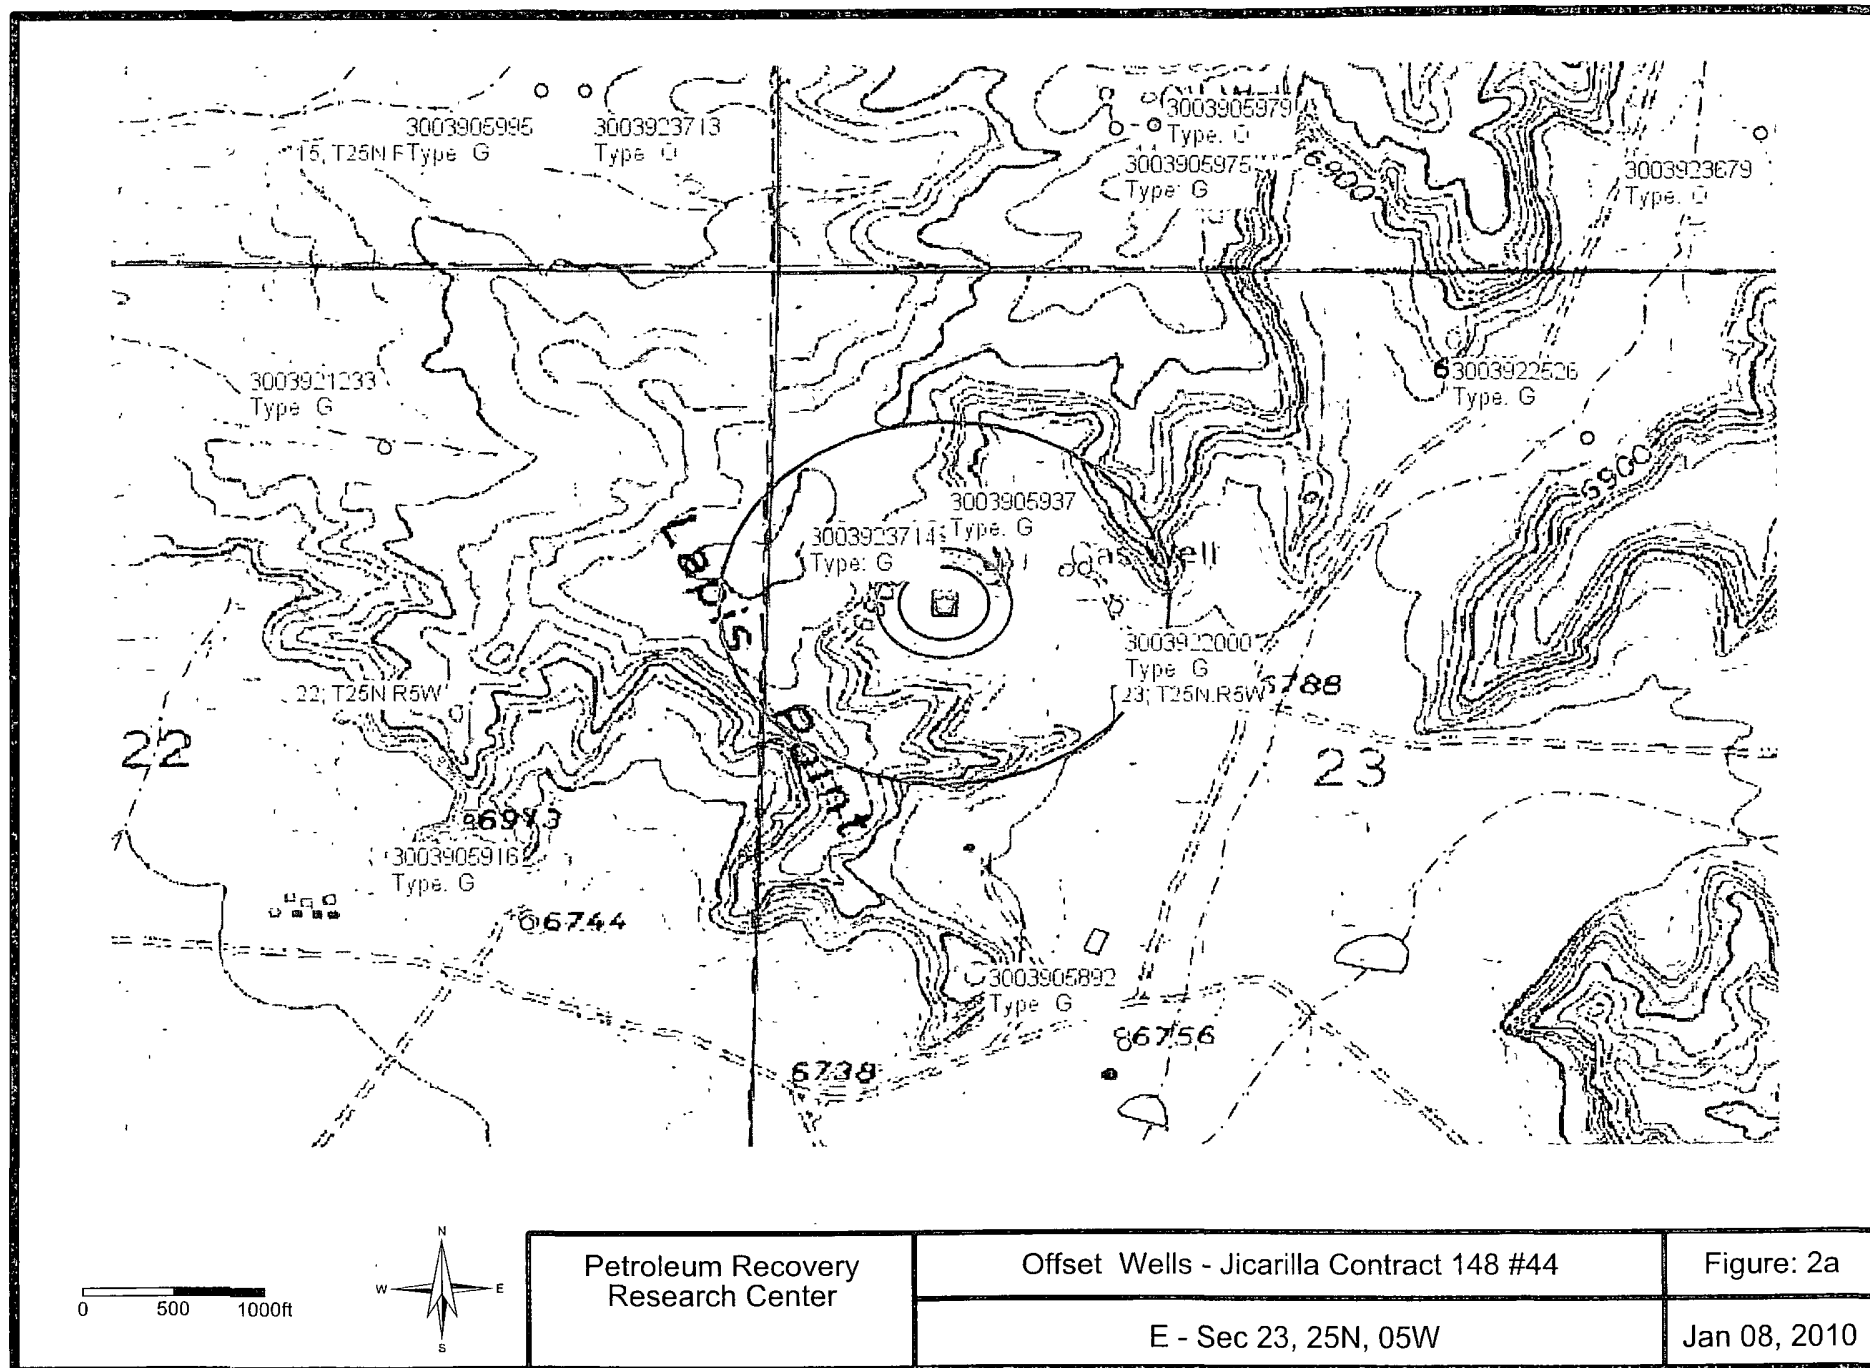 3003905995
Type G
15, T25N
3003923713
Type O
3003905979
Type. O
3003905975
Type G
6900
3003923679
Type. O
3003921233
Type G
3003922526
Type. G
6900
3003905937
Type. G
3003923714
Type: G
Gas Well
Lapis
Point
3003922000
Type G
22, T25N R5W
23, T25N.R5W
6788
22
23
6973
3003905916
Type. G
6744
3003905892
Type G
6756
6738
0 500 1000ft
N
W E
S
Petroleum Recovery
Research Center
Offset Wells - Jicarilla Contract 148 #44
E - Sec 23, 25N, 05W
Figure: 2a
Jan 08, 2010